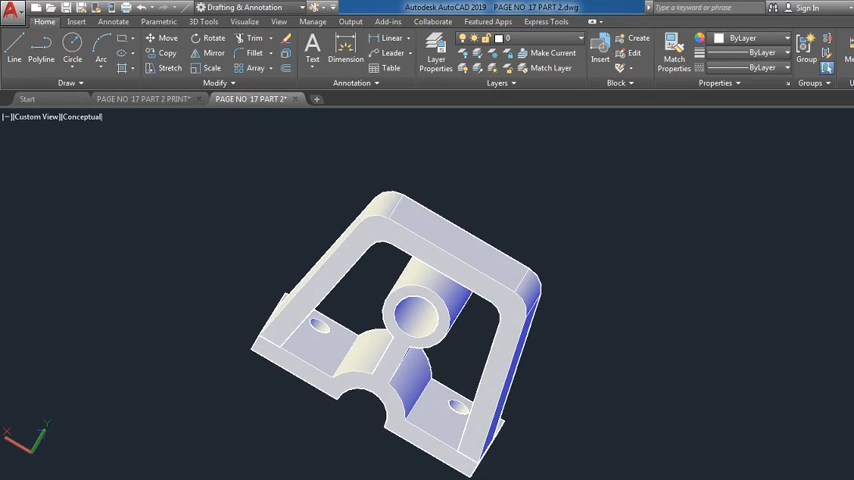 Drafting & Annotation
Autodesk AutoCAD 2019 PAGE NO 17 PART 2.dwg
Type a keyword or phrase
Sign In
Home Insert Annotate Parametric 3D Tools Visualize View Manage Output Add-ins Collaborate Featured Apps Express Tools
Line Polyline Circle Arc
Move Rotate Trim
Copy Mirror Fillet
Stretch Scale Array
Text Dimension
Linear
Leader
Table
Layer Properties
0
Make Current
Match Layer
Insert
Create
Edit
Match Properties
ByLayer
ByLayer
ByLayer
Group
Draw Modify Annotation Layers Block Properties Groups
Start PAGE NO 17 PART 2 PRINT* PAGE NO 17 PART 2*
[−][Custom View][Conceptual]
X Y